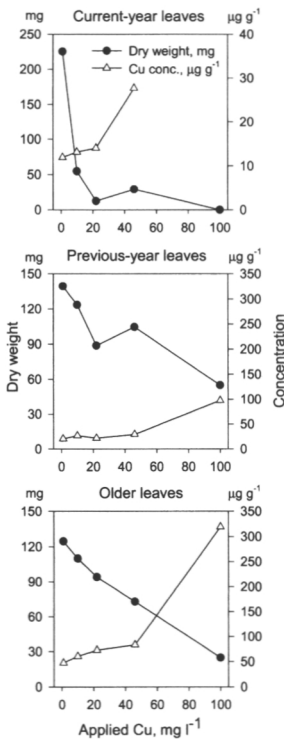 Current-year leaves
mg
µg g-1
Dry weight, mg
Cu conc., µg g-1
250
200
150
100
50
0
40
30
20
10
0
0 20 40 60 80 100
Previous-year leaves
mg
µg g-1
150
120
90
60
30
0
350
300
250
200
150
100
50
0
0 20 40 60 80 100
Dry weight
Concentration
Older leaves
mg
µg g-1
150
120
90
60
30
0
350
300
250
200
150
100
50
0
0 20 40 60 80 100
Applied Cu, mg l-1